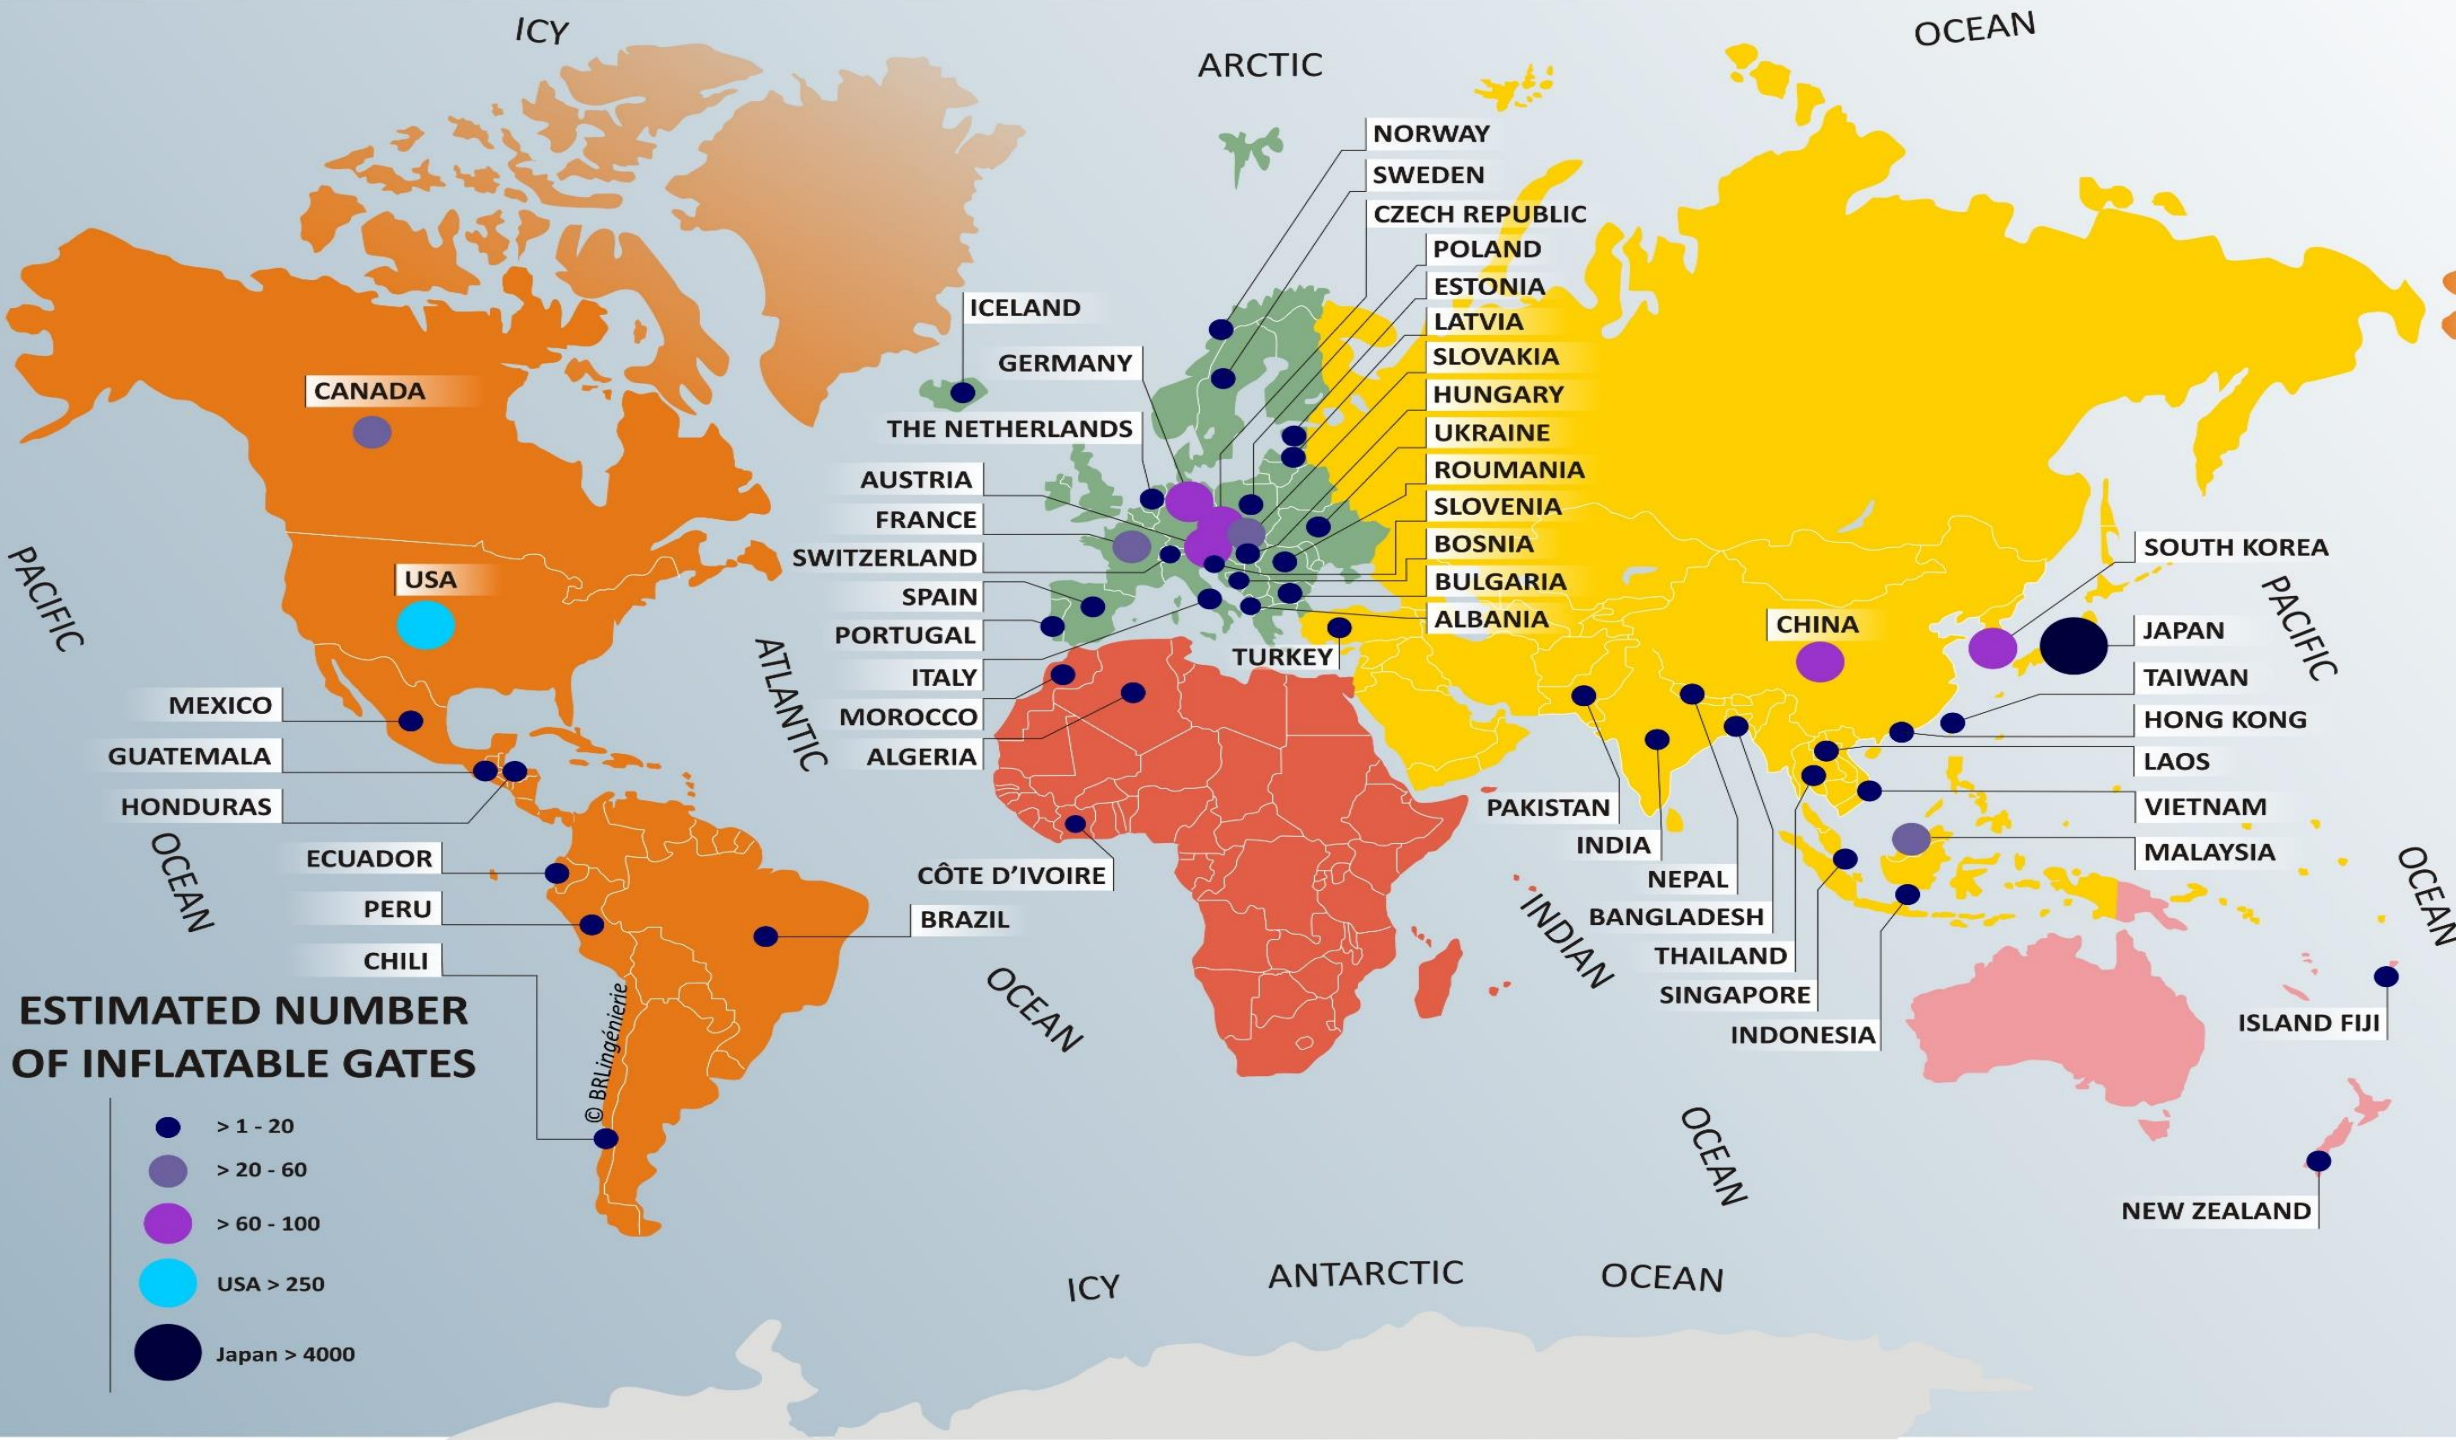 ICY
ARCTIC
OCEAN
NORWAY
SWEDEN
CZECH REPUBLIC
POLAND
ESTONIA
LATVIA
SLOVAKIA
HUNGARY
UKRAINE
ROUMANIA
SLOVENIA
BOSNIA
BULGARIA
ALBANIA
TURKEY
ICELAND
GERMANY
THE NETHERLANDS
AUSTRIA
FRANCE
SWITZERLAND
SPAIN
PORTUGAL
ITALY
MOROCCO
ALGERIA
CÔTE D’IVOIRE
CANADA
USA
PACIFIC
OCEAN
ATLANTIC
OCEAN
MEXICO
GUATEMALA
HONDURAS
ECUADOR
PERU
CHILI
BRAZIL
CHINA
SOUTH KOREA
JAPAN
TAIWAN
HONG KONG
LAOS
VIETNAM
MALAYSIA
PACIFIC
OCEAN
PAKISTAN
INDIA
NEPAL
BANGLADESH
THAILAND
SINGAPORE
INDONESIA
INDIAN
OCEAN
ISLAND FIJI
NEW ZEALAND
ICY
ANTARCTIC
OCEAN
© BRLingénierie
ESTIMATED NUMBER
OF INFLATABLE GATES
> 1 - 20
> 20 - 60
> 60 - 100
USA > 250
Japan > 4000